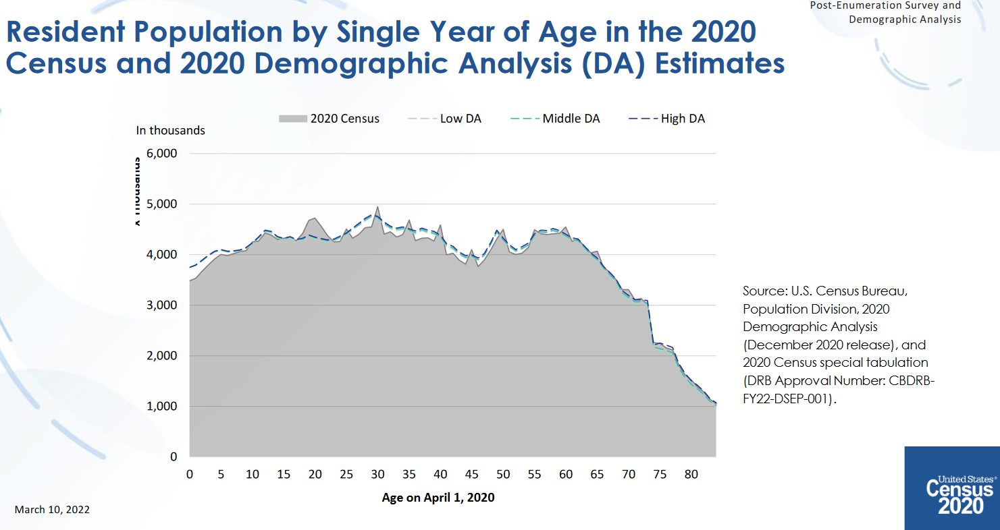 Post-Enumeration Survey and
Demographic Analysis
Resident Population by Single Year of Age in the 2020
Census and 2020 Demographic Analysis (DA) Estimates
2020 Census Low DA Middle DA High DA
In thousands
x Thousands
6,000
5,000
4,000
3,000
2,000
1,000
0
0 5 10 15 20 25 30 35 40 45 50 55 60 65 70 75 80
Age on April 1, 2020
Source: U.S. Census Bureau,
Population Division, 2020
Demographic Analysis
(December 2020 release), and
2020 Census special tabulation
(DRB Approval Number: CBDRB-
FY22-DSEP-001).
March 10, 2022
United States®
Census
2020